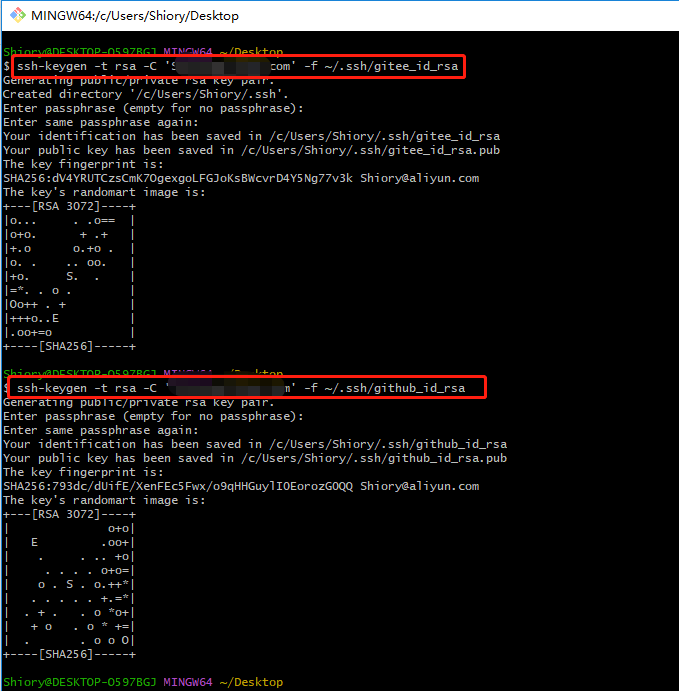 MINGW64:/c/Users/Shiory/Desktop
Shiory@DESKTOP-O597BGJ MINGW64 ~/Desktop
$ ssh-keygen -t rsa -C 'S com' -f ~/.ssh/gitee_id_rsa
Generating public/private rsa key pair.
Created directory '/c/Users/Shiory/.ssh'.
Enter passphrase (empty for no passphrase):
Enter same passphrase again:
Your identification has been saved in /c/Users/Shiory/.ssh/gitee_id_rsa
Your public key has been saved in /c/Users/Shiory/.ssh/gitee_id_rsa.pub
The key fingerprint is:
SHA256:dV4YRUTCzsCmK7OgexgoLFGJoKsBWcvrD4Y5Ng77v3k Shiory@aliyun.com
The key's randomart image is:
+---[RSA 3072]----+
|o...     . .o==  |
|o+o.      + .+   |
|+.o      o.+o .  |
|o. .    .. oo.   |
|+o.     S.  .    |
|=*. . o .        |
|Oo++ . +         |
|+++o..E          |
|.oo+=o           |
+----[SHA256]-----+
Shiory@DESKTOP-O597BGJ MINGW64 ~/Desktop
$ ssh-keygen -t rsa -C ' m' -f ~/.ssh/github_id_rsa
Generating public/private rsa key pair.
Enter passphrase (empty for no passphrase):
Enter same passphrase again:
Your identification has been saved in /c/Users/Shiory/.ssh/github_id_rsa
Your public key has been saved in /c/Users/Shiory/.ssh/github_id_rsa.pub
The key fingerprint is:
SHA256:793dc/dUifE/XenFEc5Fwx/o9qHHGuylIOEorozGOQQ Shiory@aliyun.com
The key's randomart image is:
+---[RSA 3072]----+
|              o+o|
|   E         .oo+|
|    .     . .. +o|
|     . . . . o+o=|
|    o . S . o.++*|
|   . . . . . +.=*|
|  . + .   . o *o+|
|   + o   . o * +=|
|  .       . o o O|
+----[SHA256]-----+
Shiory@DESKTOP-O597BGJ MINGW64 ~/Desktop